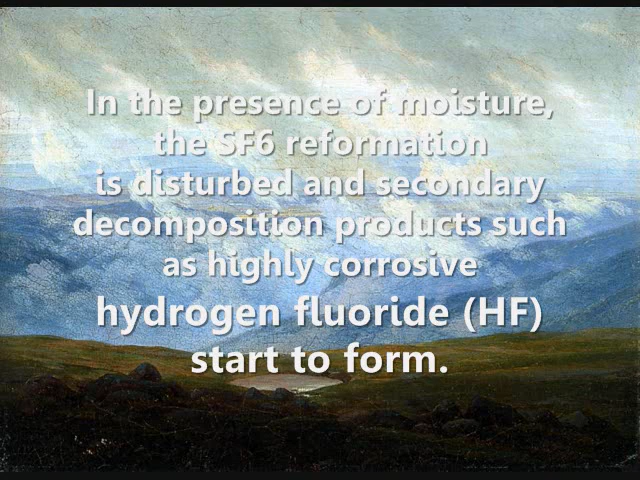 In the presence of moisture,
the SF6 reformation
is disturbed and secondary
decomposition products such
as highly corrosive
hydrogen fluoride (HF)
start to form.